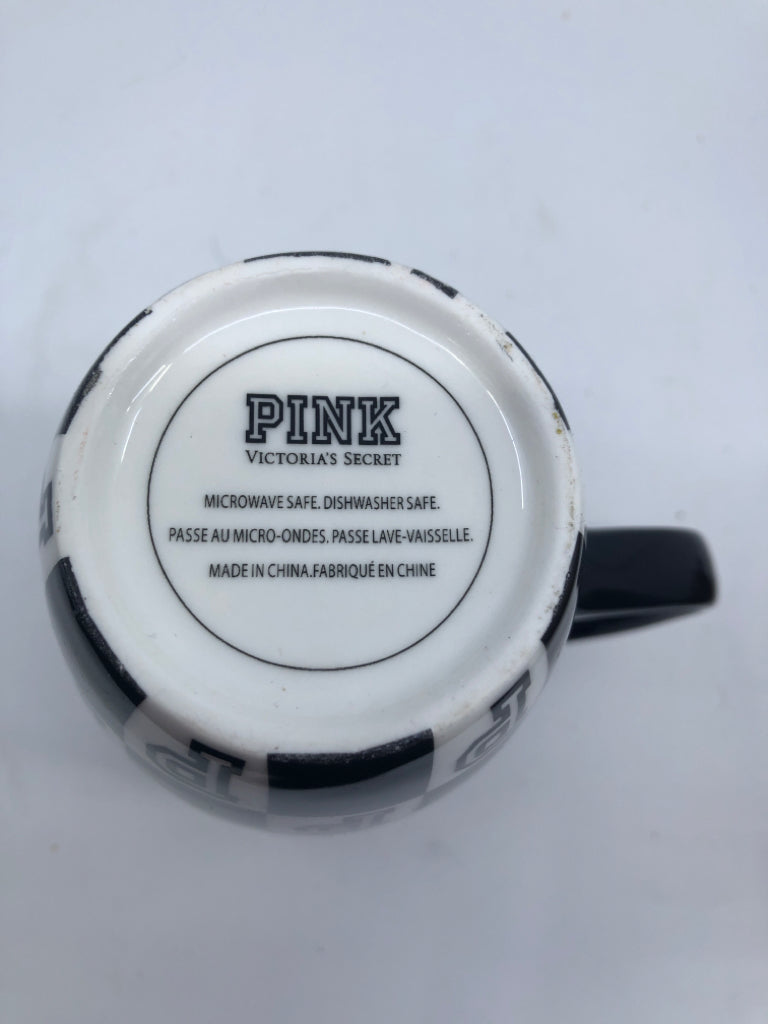 PINK
VICTORIA'S SECRET
MICROWAVE SAFE. DISHWASHER SAFE.
PASSE AU MICRO-ONDES. PASSE LAVE-VAISSELLE.
MADE IN CHINA.FABRIQUÉ EN CHINE
P
P
P